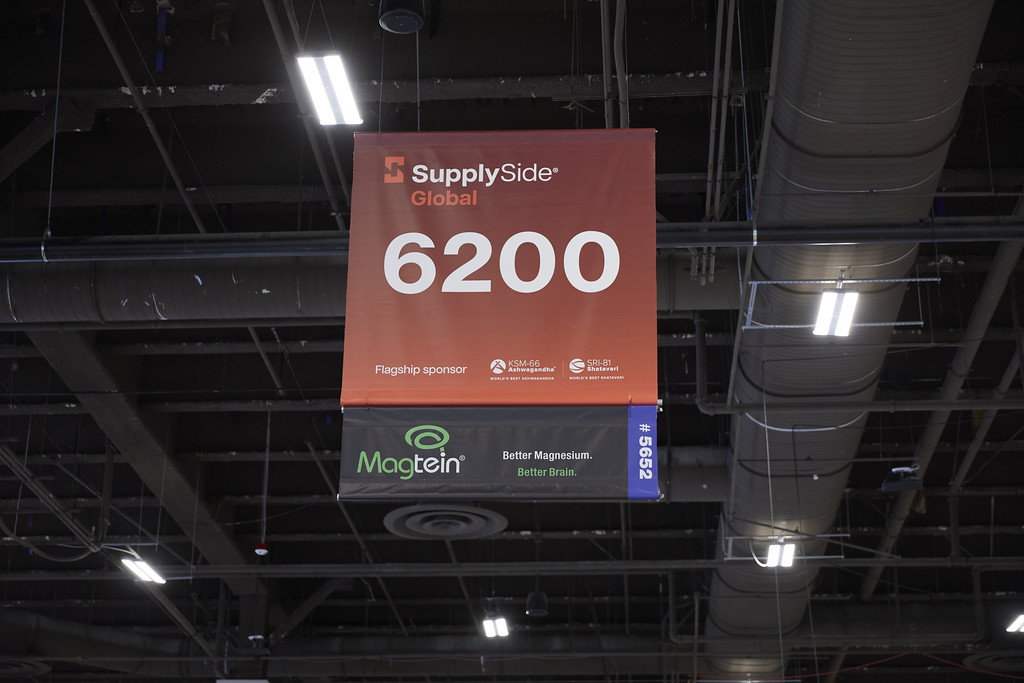 SupplySide®
Global
6200
Flagship sponsor
KSM-66
Ashwagandha®
WORLD'S BEST ASHWAGANDHA
SRI-81
Shatavari
WORLD'S BEST SHATAVARI
Magtein®
Better Magnesium.
Better Brain.
# 5652